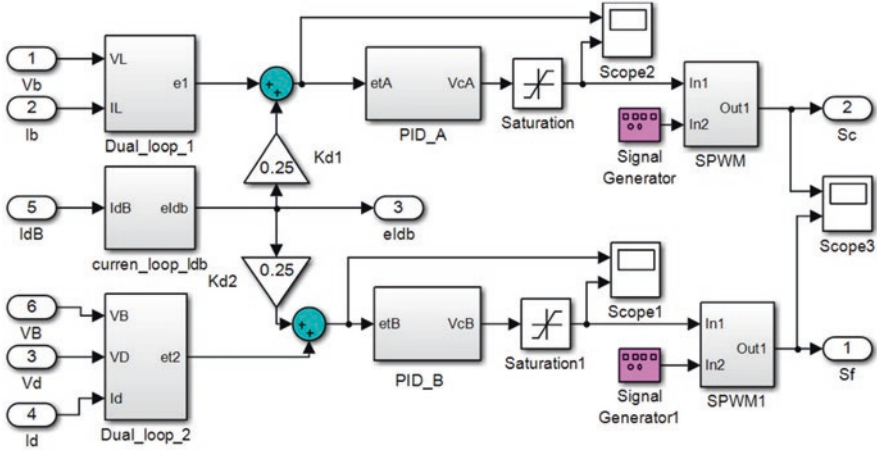 1
Vb
2
Ib
VL
IL
e1
Dual_loop_1
+
+
0.25
Kd1
etA
VcA
PID_A
Saturation
Scope2
Signal
Generator
In1
In2
Out1
SPWM
2
Sc
5
IdB
IdB
eIdb
curren_loop_Idb
3
eIdb
Scope3
0.25
Kd2
6
VB
3
Vd
4
Id
VB
VD
Id
et2
Dual_loop_2
+
+
etB
VcB
PID_B
Saturation1
Scope1
Signal
Generator1
In1
In2
Out1
SPWM1
1
Sf